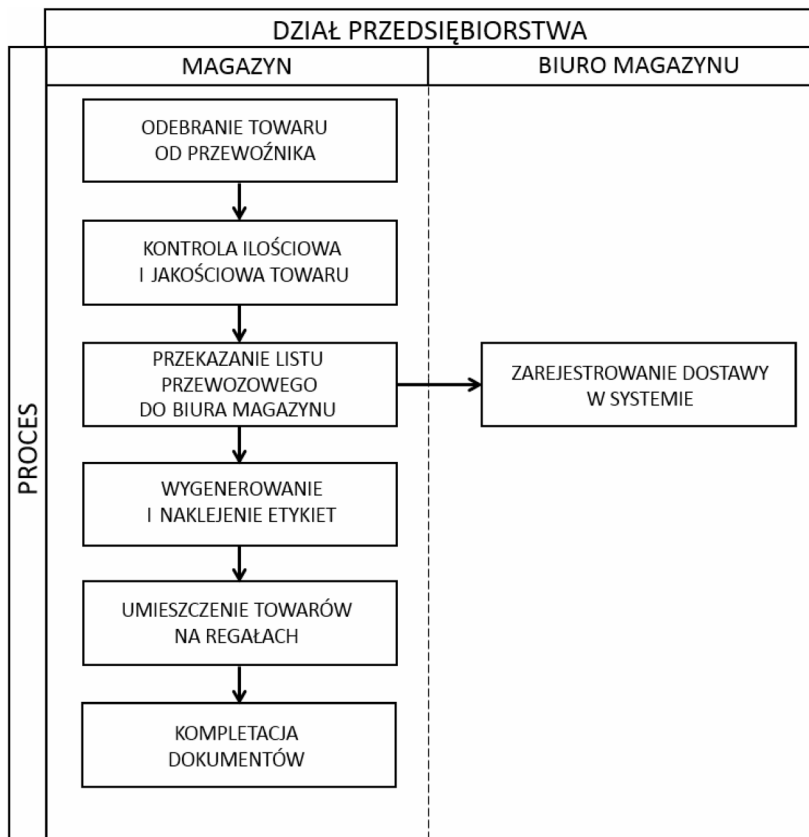 DZIAŁ PRZEDSIĘBIORSTWA
MAGAZYN
BIURO MAGAZYNU
PROCES
ODEBRANIE TOWARU
OD PRZEWOŹNIKA
KONTROLA ILOŚCIOWA
I JAKOŚCIOWA TOWARU
PRZEKAZANIE LISTU
PRZEWOZOWEGO
DO BIURA MAGAZYNU
ZAREJESTROWANIE DOSTAWY
W SYSTEMIE
WYGENEROWANIE
I NAKLEJENIE ETYKIET
UMIESZCZENIE TOWARÓW
NA REGAŁACH
KOMPLETACJA
DOKUMENTÓW